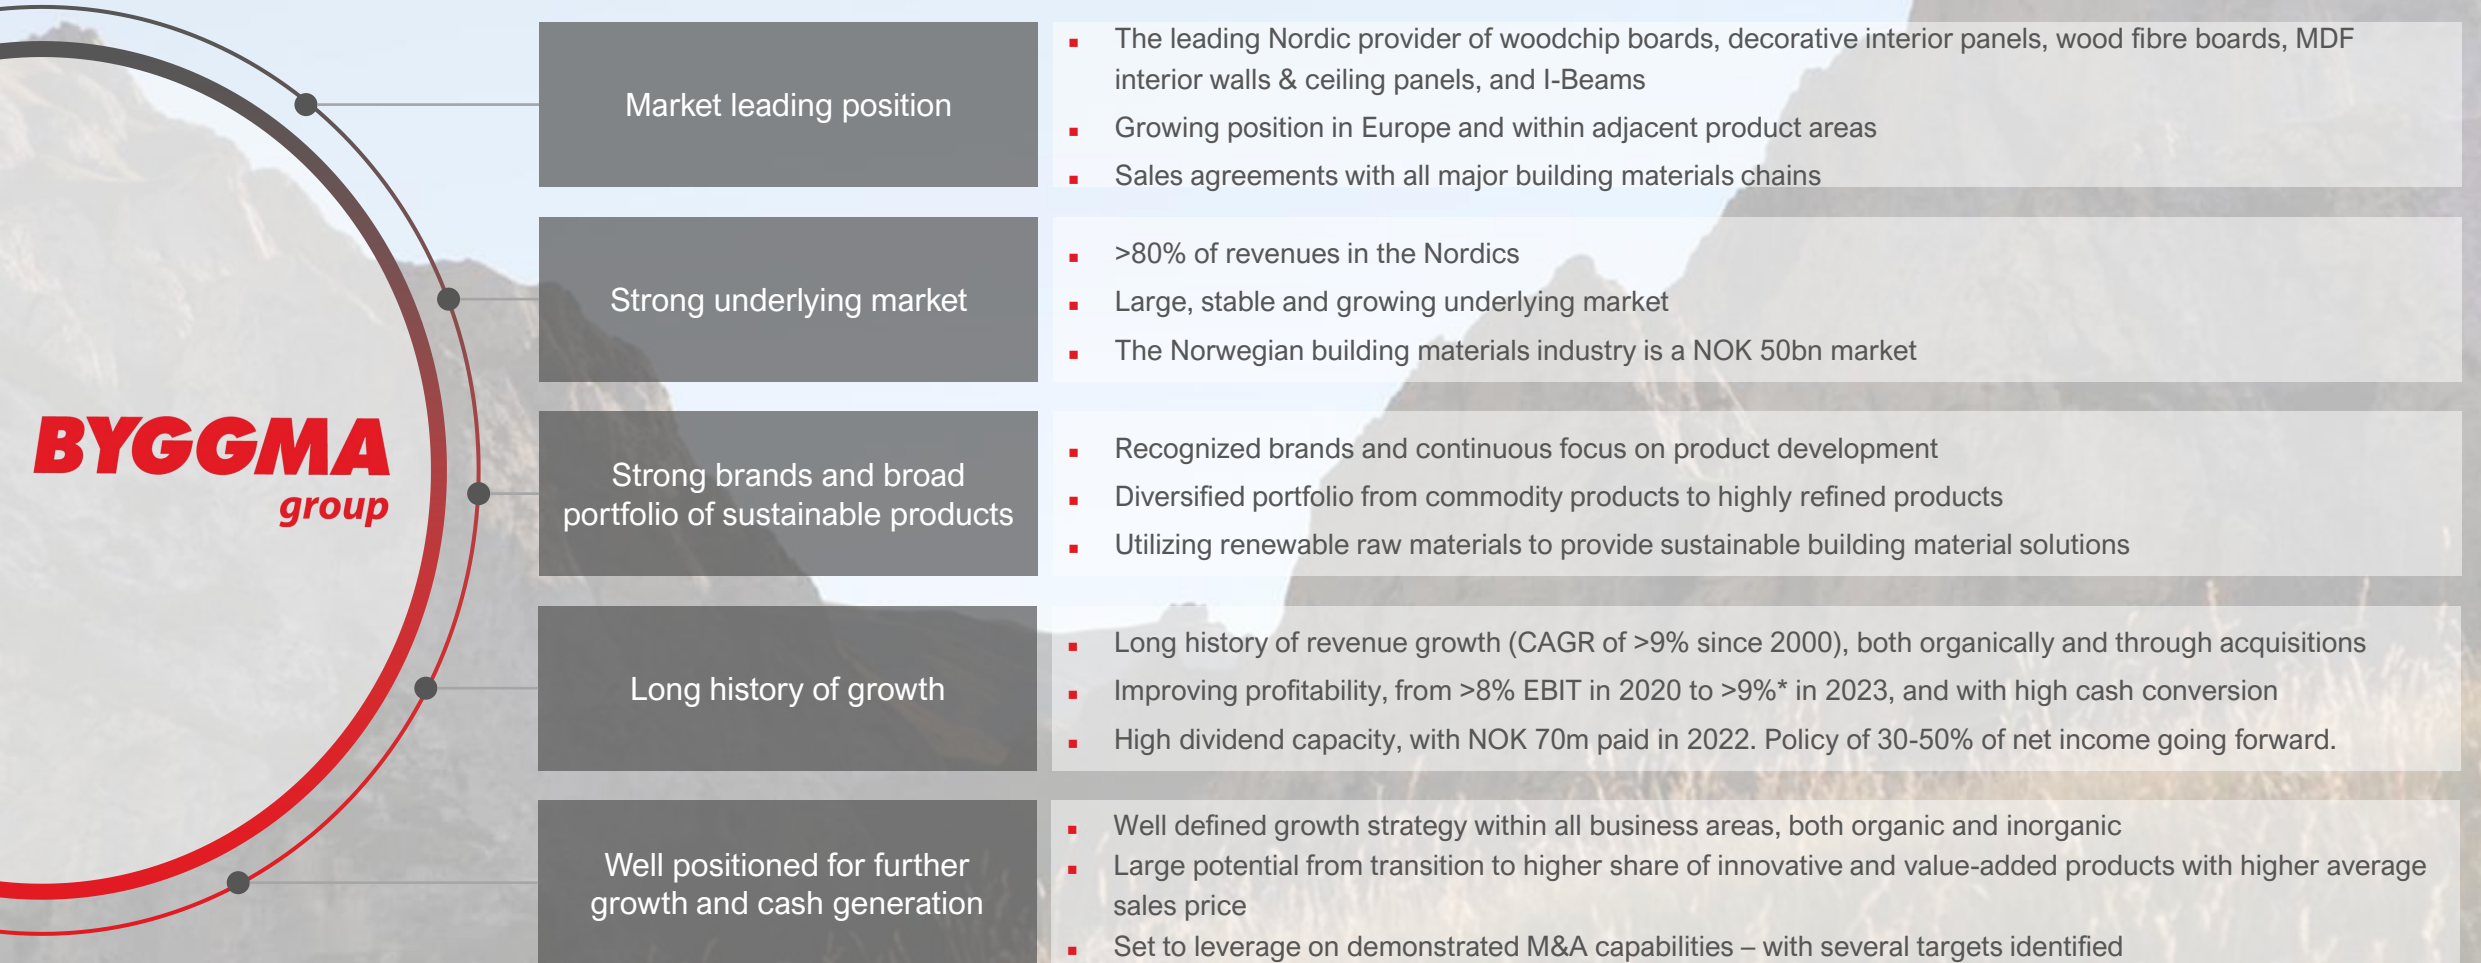 BYGGMA
group
Market leading position
▪ The leading Nordic provider of woodchip boards, decorative interior panels, wood fibre boards, MDF
interior walls & ceiling panels, and I-Beams
▪ Growing position in Europe and within adjacent product areas
▪ Sales agreements with all major building materials chains
Strong underlying market
▪ >80% of revenues in the Nordics
▪ Large, stable and growing underlying market
▪ The Norwegian building materials industry is a NOK 50bn market
Strong brands and broad
portfolio of sustainable products
▪ Recognized brands and continuous focus on product development
▪ Diversified portfolio from commodity products to highly refined products
▪ Utilizing renewable raw materials to provide sustainable building material solutions
Long history of growth
▪ Long history of revenue growth (CAGR of >9% since 2000), both organically and through acquisitions
▪ Improving profitability, from >8% EBIT in 2020 to >9%* in 2023, and with high cash conversion
▪ High dividend capacity, with NOK 70m paid in 2022. Policy of 30-50% of net income going forward.
Well positioned for further
growth and cash generation
▪ Well defined growth strategy within all business areas, both organic and inorganic
▪ Large potential from transition to higher share of innovative and value-added products with higher average
sales price
▪ Set to leverage on demonstrated M&A capabilities – with several targets identified